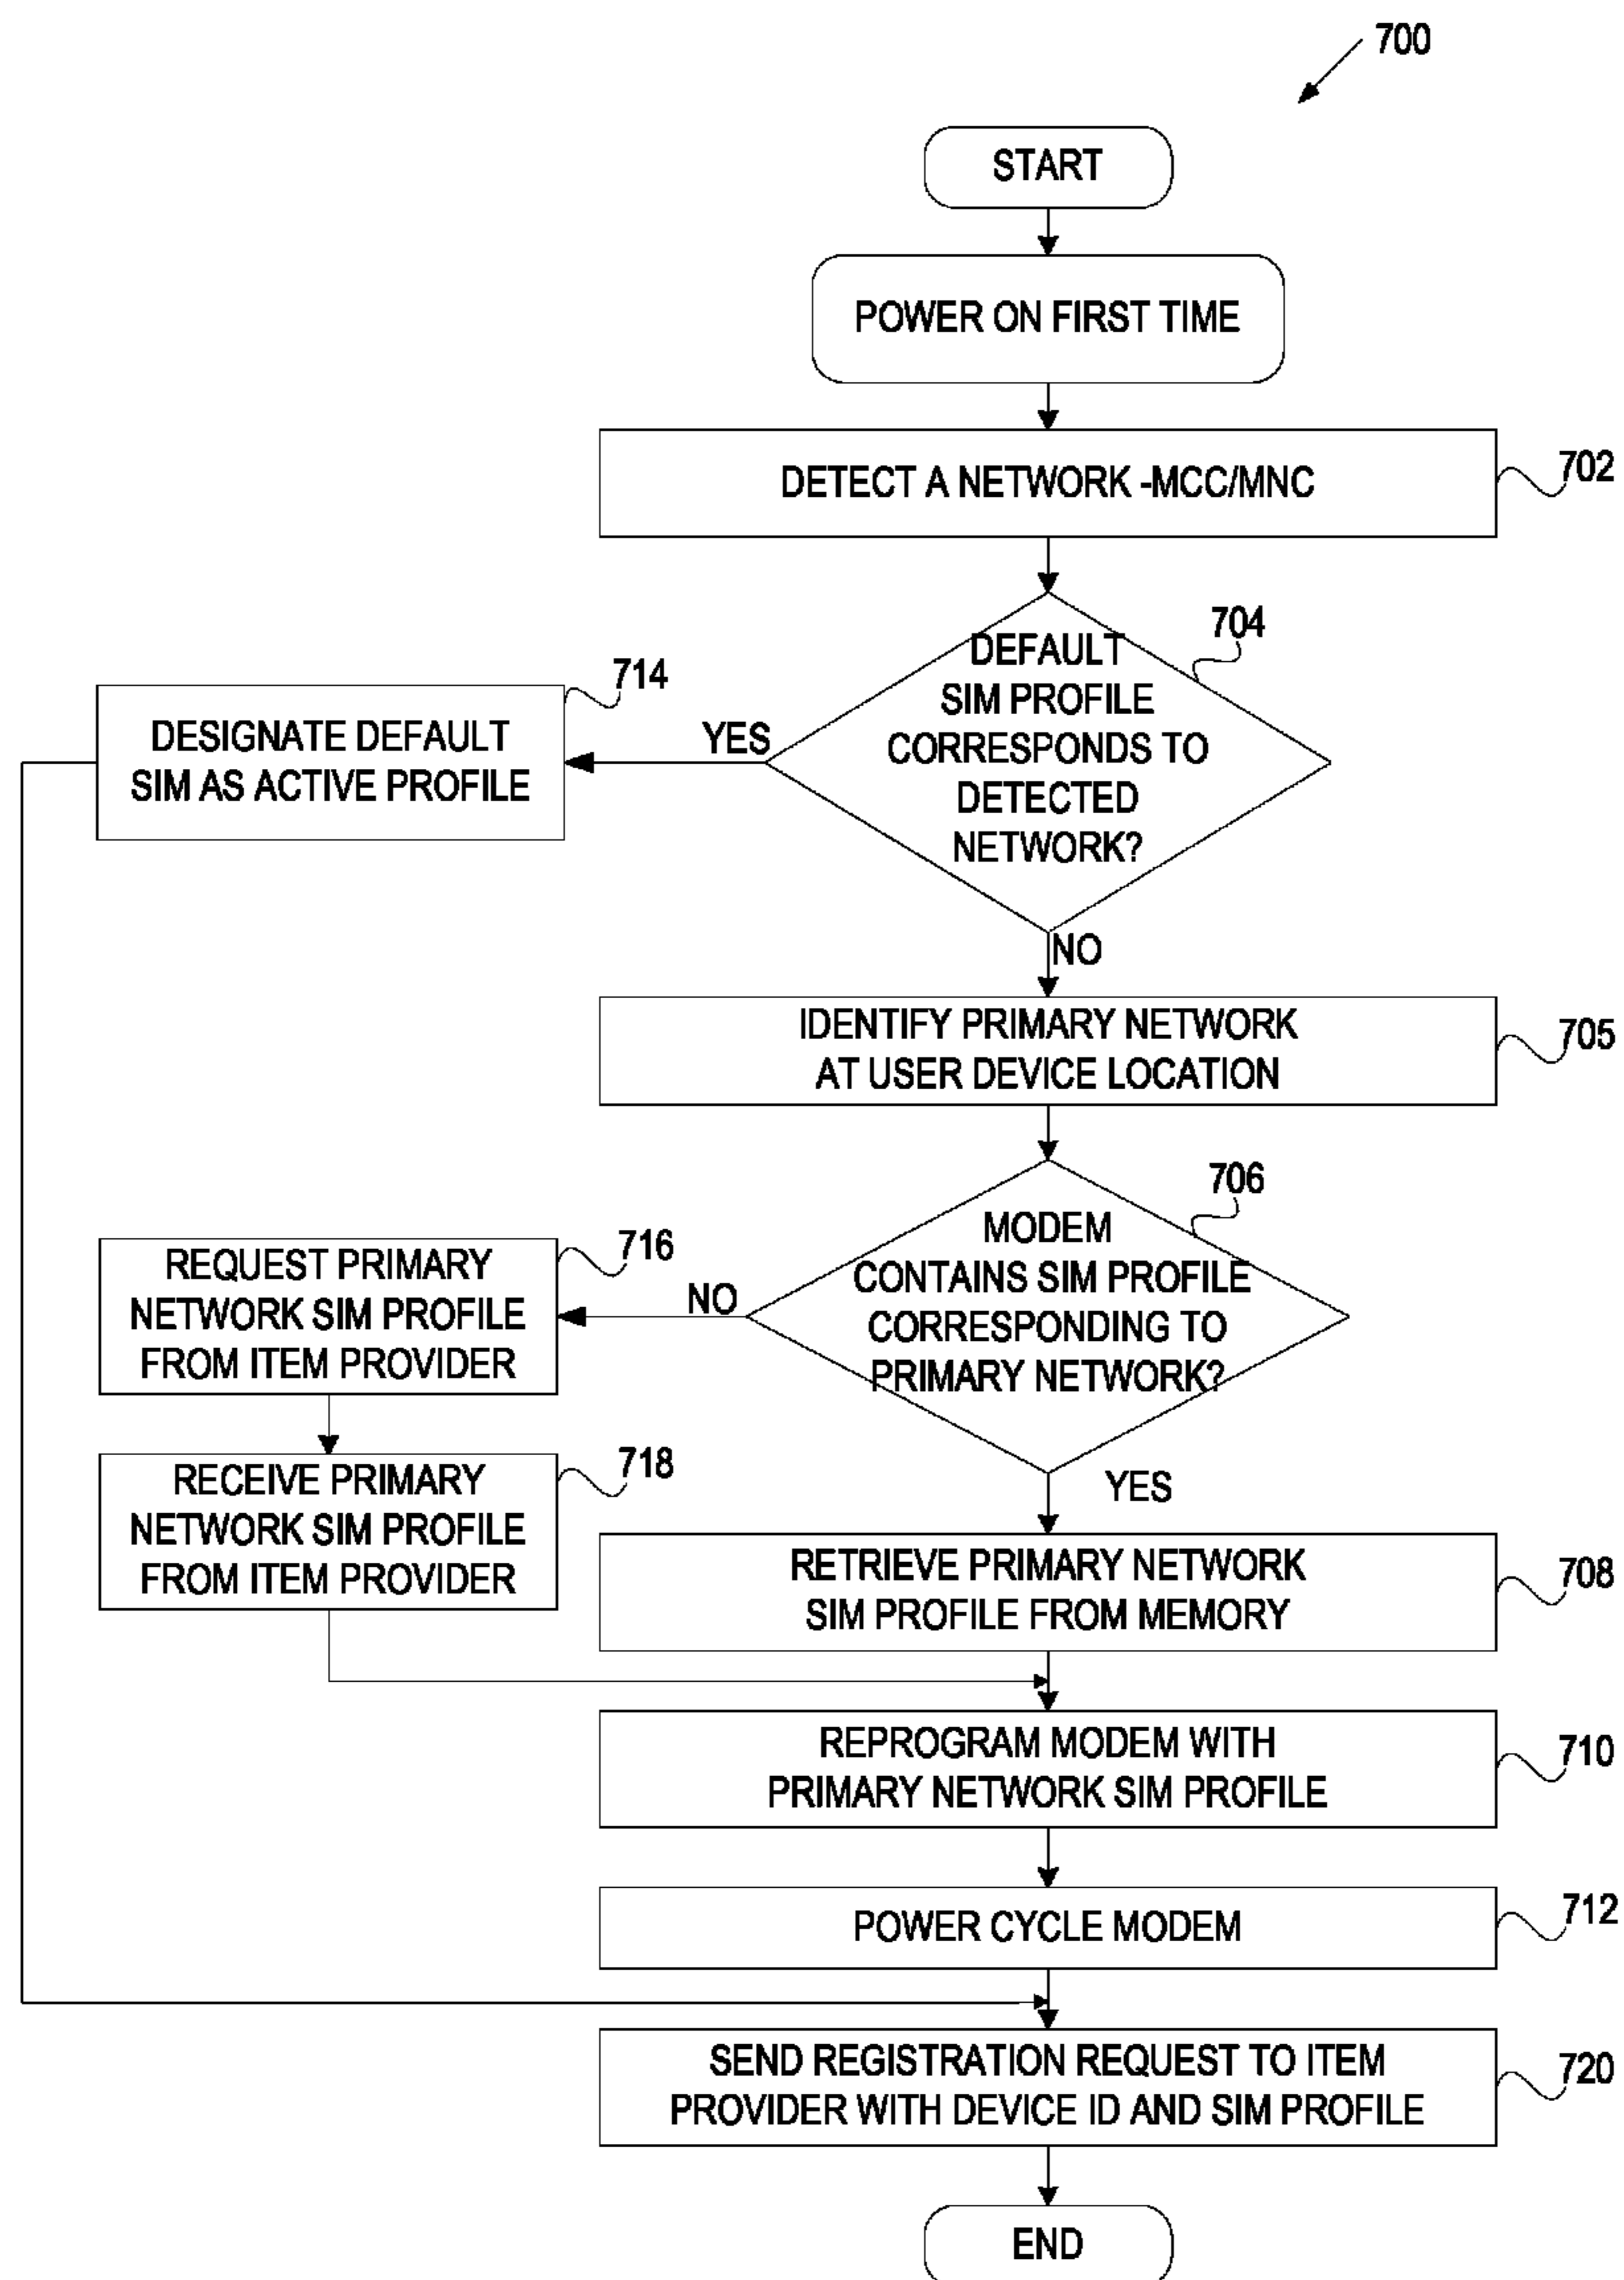 700
START
POWER ON FIRST TIME
DETECT A NETWORK -MCC/MNC
702
DEFAULT
SIM PROFILE
CORRESPONDS TO
DETECTED
NETWORK?
704
YES
714
DESIGNATE DEFAULT
SIM AS ACTIVE PROFILE
NO
IDENTIFY PRIMARY NETWORK
AT USER DEVICE LOCATION
705
MODEM
CONTAINS SIM PROFILE
CORRESPONDING TO
PRIMARY NETWORK?
706
NO
716
REQUEST PRIMARY
NETWORK SIM PROFILE
FROM ITEM PROVIDER
718
RECEIVE PRIMARY
NETWORK SIM PROFILE
FROM ITEM PROVIDER
YES
RETRIEVE PRIMARY NETWORK
SIM PROFILE FROM MEMORY
708
REPROGRAM MODEM WITH
PRIMARY NETWORK SIM PROFILE
710
POWER CYCLE MODEM
712
SEND REGISTRATION REQUEST TO ITEM
PROVIDER WITH DEVICE ID AND SIM PROFILE
720
END